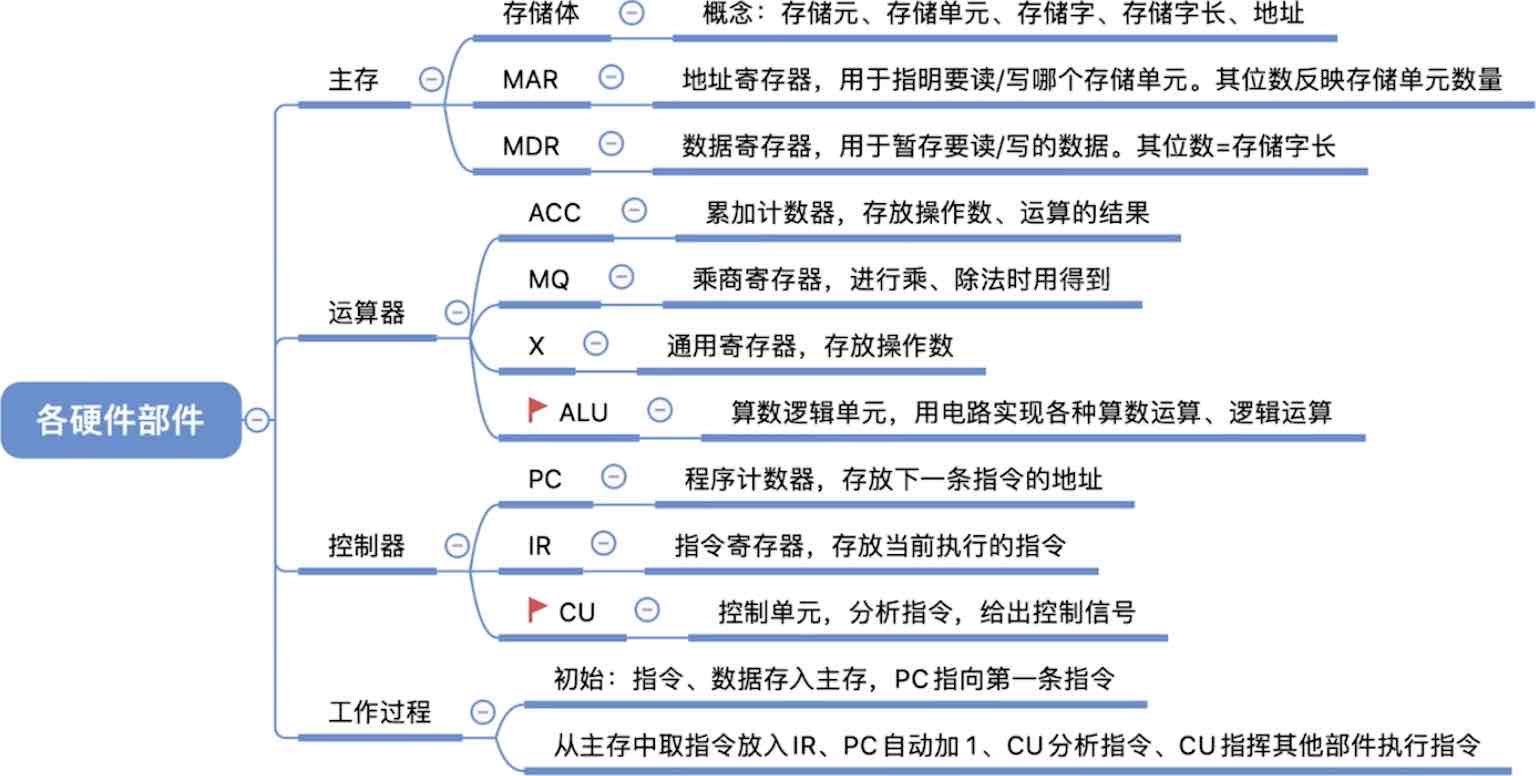 各硬件部件
主存
存储体
概念：存储元、存储单元、存储字、存储字长、地址
MAR
地址寄存器，用于指明要读/写哪个存储单元。其位数反映存储单元数量
MDR
数据寄存器，用于暂存要读/写的数据。其位数=存储字长
运算器
ACC
累加计数器，存放操作数、运算的结果
MQ
乘商寄存器，进行乘、除法时用得到
X
通用寄存器，存放操作数
ALU
算数逻辑单元，用电路实现各种算数运算、逻辑运算
控制器
PC
程序计数器，存放下一条指令的地址
IR
指令寄存器，存放当前执行的指令
CU
控制单元，分析指令，给出控制信号
工作过程
初始：指令、数据存入主存，PC指向第一条指令
从主存中取指令放入IR、PC自动加1、CU分析指令、CU指挥其他部件执行指令